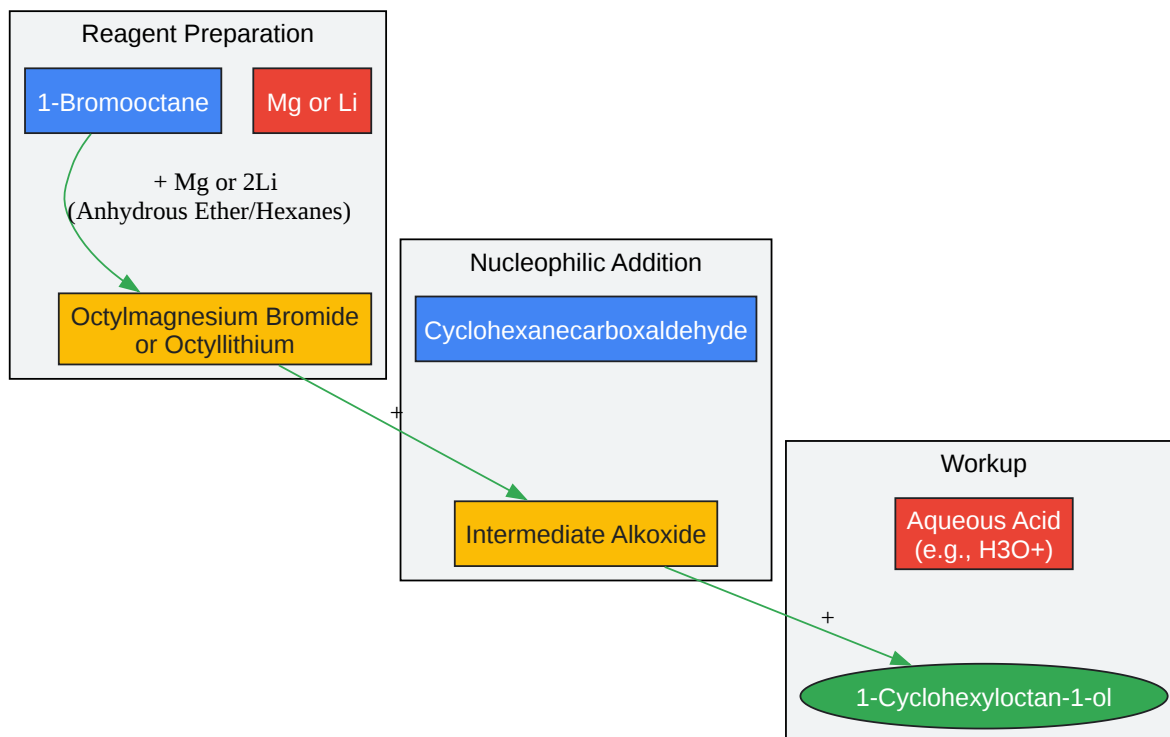 Reagent Preparation
1-Bromooctane
Mg or Li
+ Mg or 2Li
(Anhydrous Ether/Hexanes)
Octylmagnesium Bromide
or Octyllithium
Nucleophilic Addition
Cyclohexanecarboxaldehyde
+
Intermediate Alkoxide
Workup
Aqueous Acid
(e.g., H3O+)
+
1-Cyclohexyloctan-1-ol